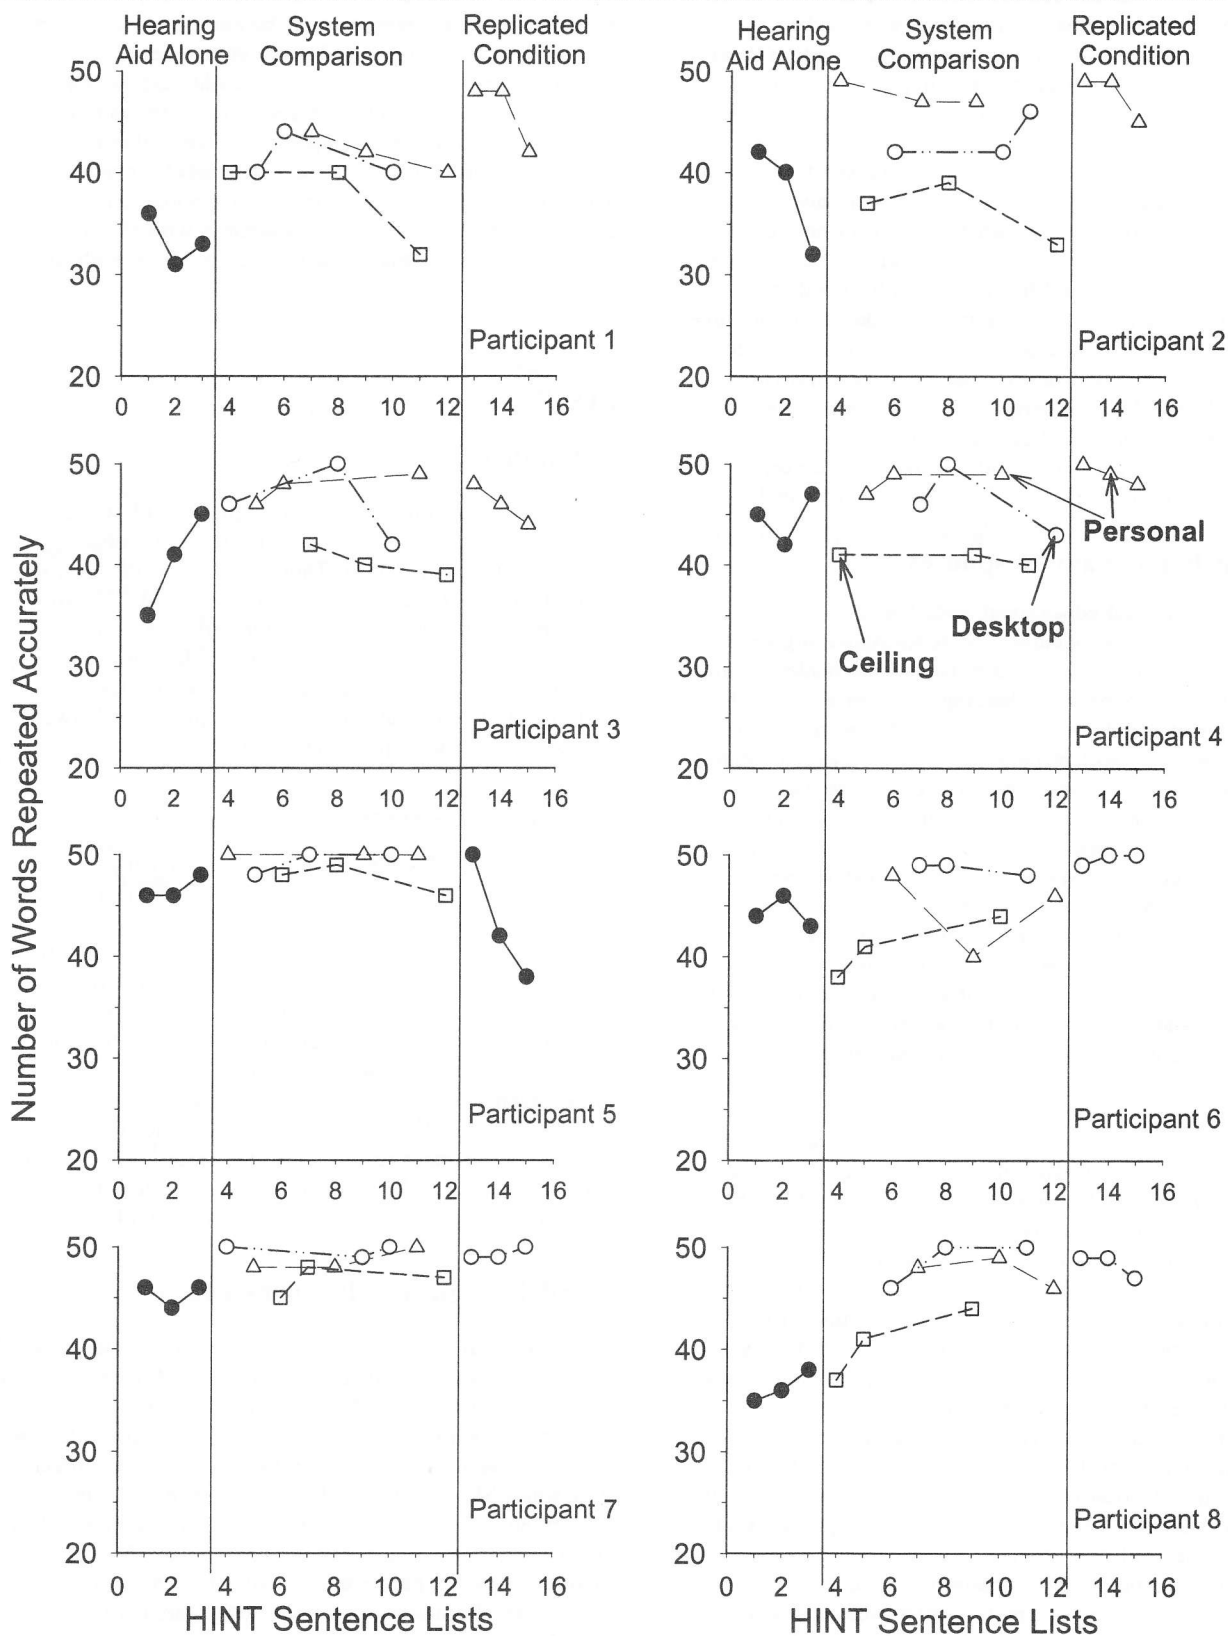 Hearing
Aid Alone
System
Comparison
Replicated
Condition
50
40
30
20
0 2 4 6 8 10 12 14 16
Participant 1
Hearing
Aid Alone
System
Comparison
Replicated
Condition
50
40
30
20
0 2 4 6 8 10 12 14 16
Participant 2
Number of Words Repeated Accurately
50
40
30
20
0 2 4 6 8 10 12 14 16
Participant 3
50
40
30
20
0 2 4 6 8 10 12 14 16
Personal
Desktop
Ceiling
Participant 4
50
40
30
20
0 2 4 6 8 10 12 14 16
Participant 5
50
40
30
20
0 2 4 6 8 10 12 14 16
Participant 6
50
40
30
20
0 2 4 6 8 10 12 14 16
Participant 7
HINT Sentence Lists
50
40
30
20
0 2 4 6 8 10 12 14 16
Participant 8
HINT Sentence Lists